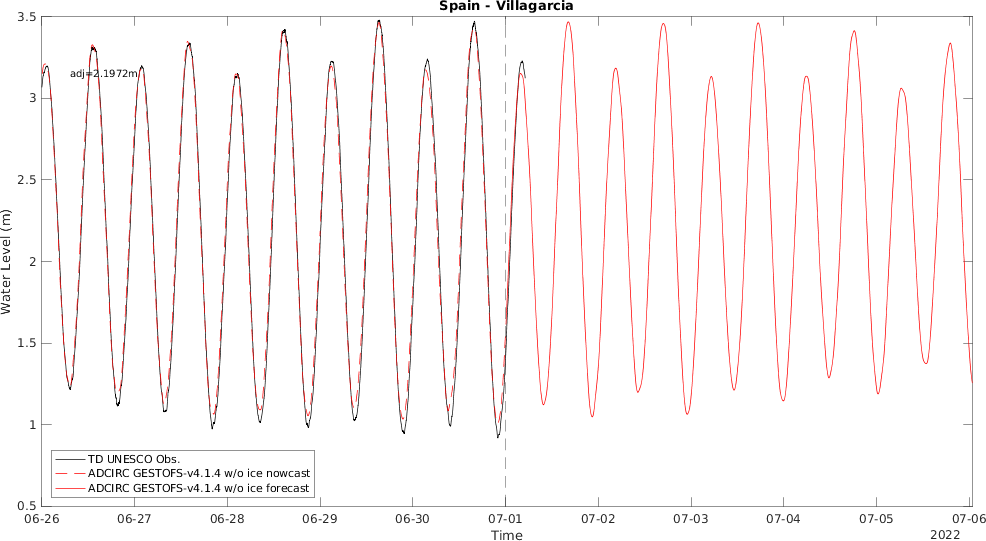 Spain - Villagarcia
3.5
adj=2.1972m
3
2.5
2
1.5
1
0.5
Water Level (m)
TD UNESCO Obs.
ADCIRC GESTOFS-v4.1.4 w/o ice nowcast
ADCIRC GESTOFS-v4.1.4 w/o ice forecast
06-26 06-27 06-28 06-29 06-30 07-01 07-02 07-03 07-04 07-05 07-06
Time
2022